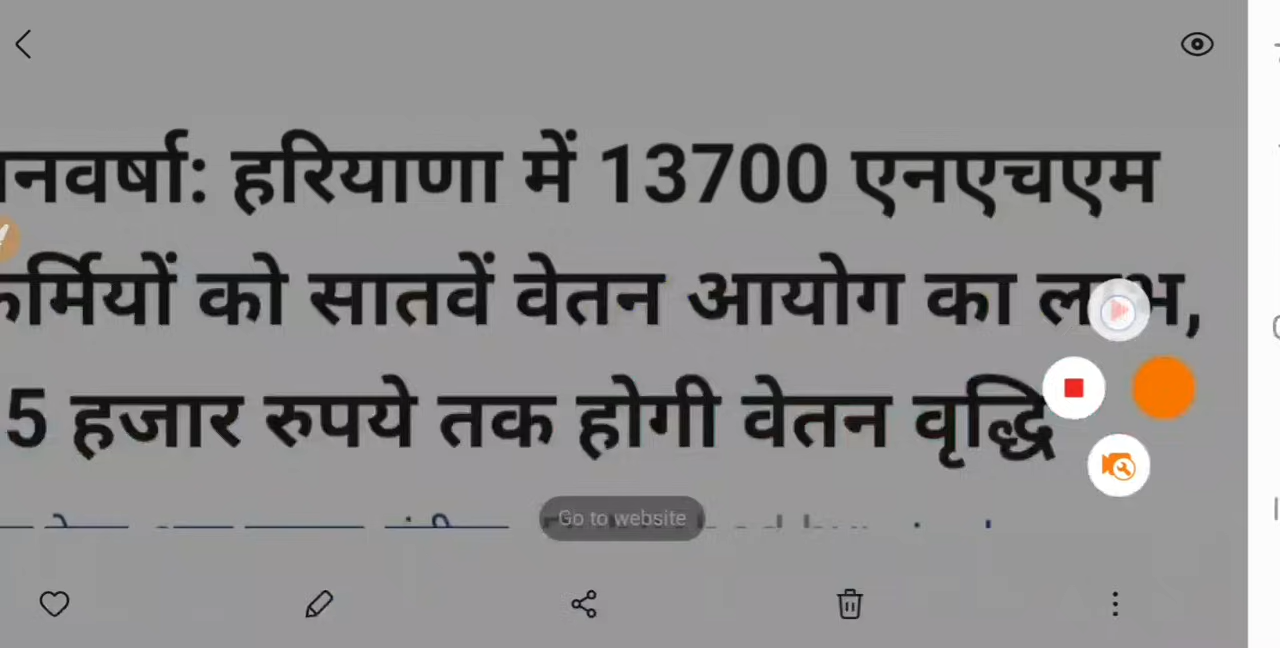 नवर्षा: हरियाणा में 13700 एनएचएम
को सातवें वेतन आयोग का
5 हजार रुपये तक होगी वेतन वृद्धि
Go to website